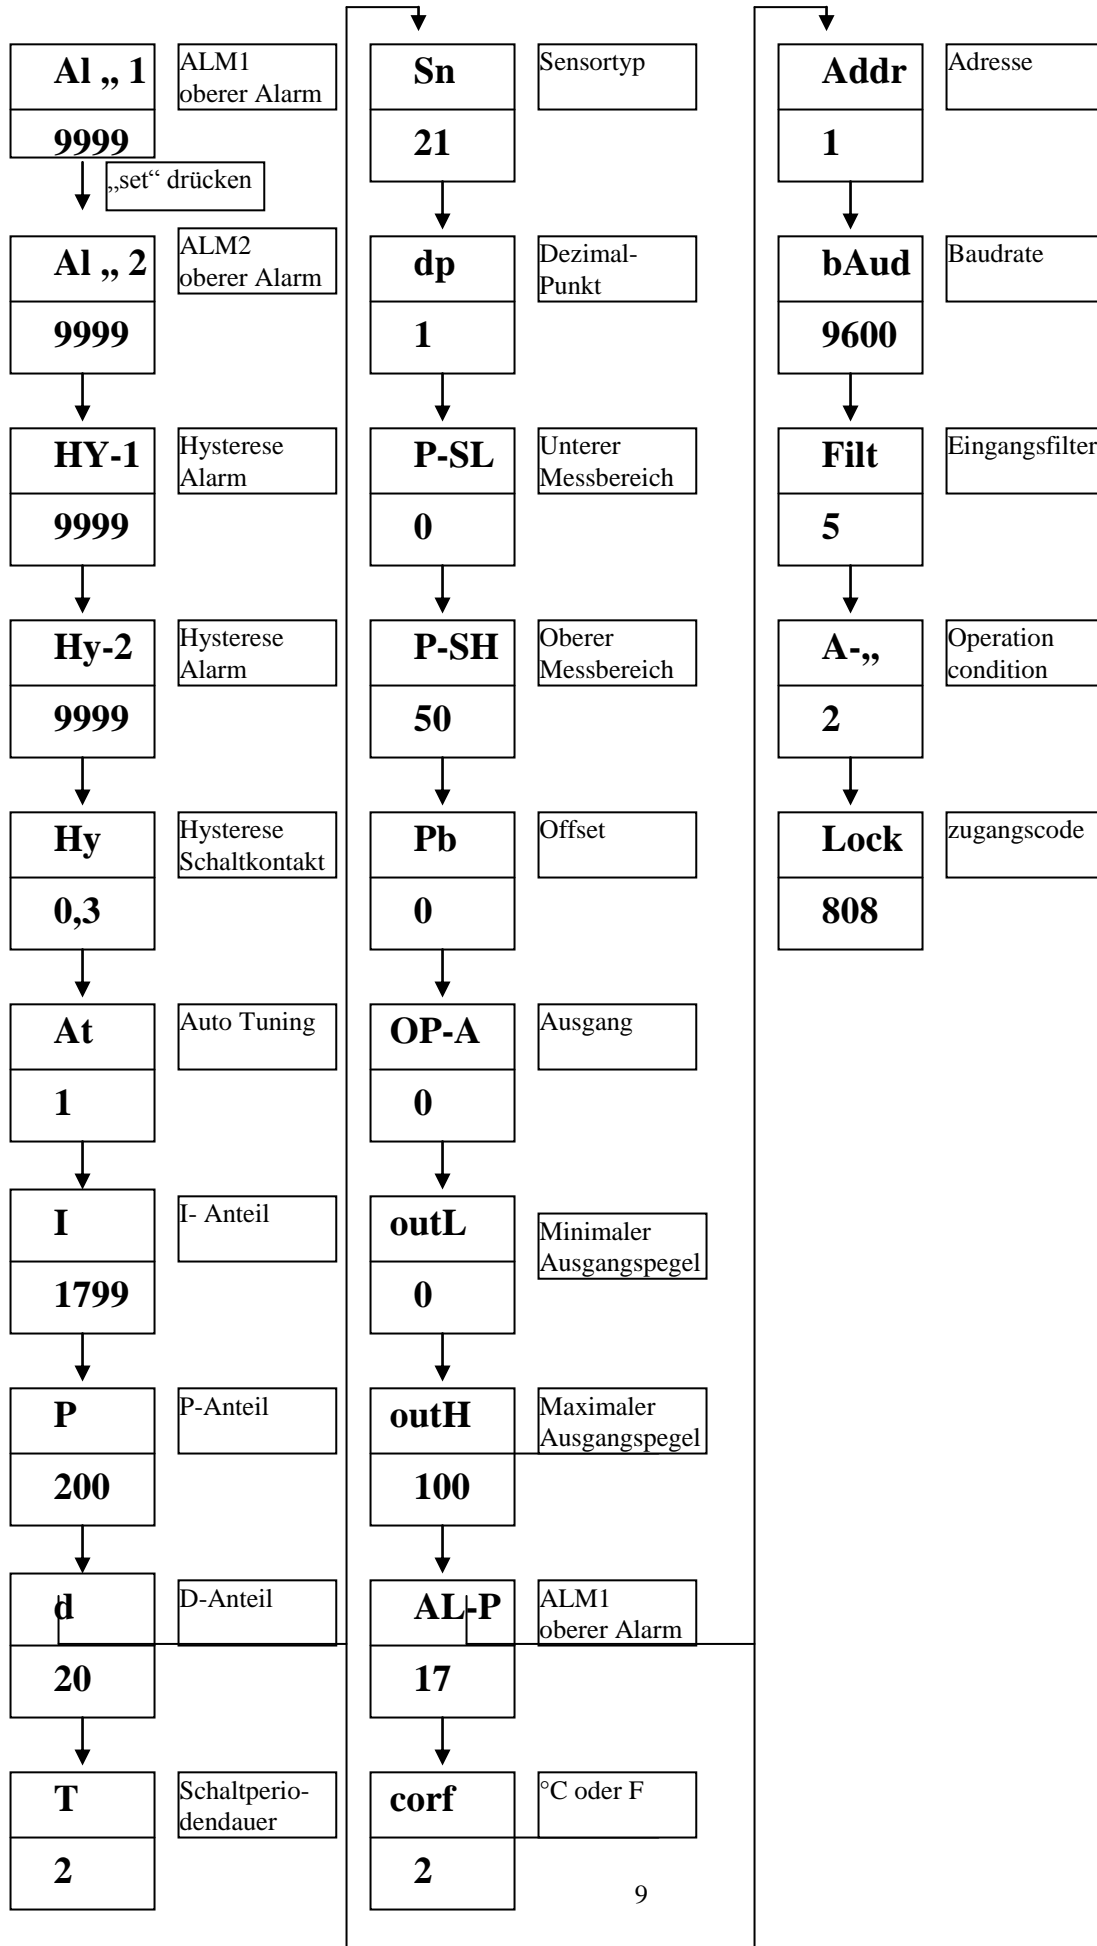 Al „ 1
ALM1
oberer Alarm
9999
„set“ drücken
Al „ 2
ALM2
oberer Alarm
9999
HY-1
Hysterese
Alarm
9999
Hy-2
Hysterese
Alarm
9999
Hy
Hysterese
Schaltkontakt
0,3
At
Auto Tuning
1
I
I- Anteil
1799
P
P-Anteil
200
d
D-Anteil
20
T
Schaltperio-
dendauer
2
Sn
Sensortyp
21
dp
Dezimal-
Punkt
1
P-SL
Unterer
Messbereich
0
P-SH
Oberer
Messbereich
50
Pb
Offset
0
OP-A
Ausgang
0
outL
Minimaler
Ausgangspegel
0
outH
Maximaler
Ausgangspegel
100
AL-P
ALM1
oberer Alarm
17
corf
°C oder F
2
Addr
Adresse
1
bAud
Baudrate
9600
Filt
Eingangsfilter
5
A-„
Operation
condition
2
Lock
zugangscode
808
9